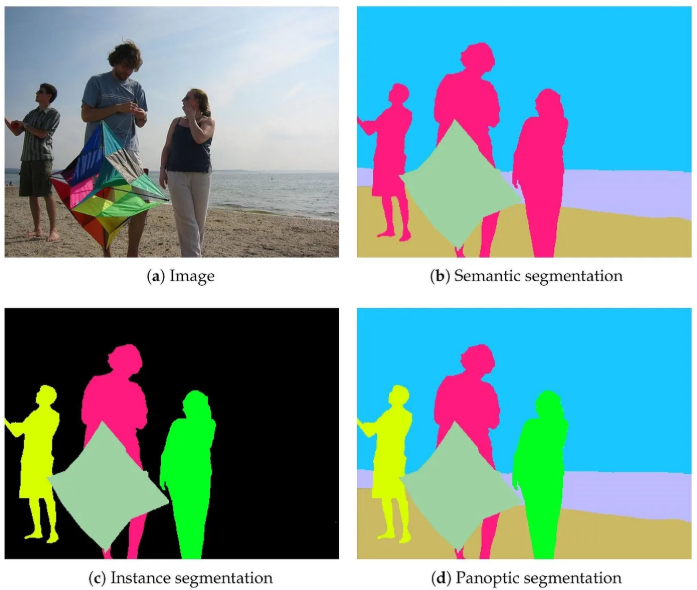 (a) Image
(b) Semantic segmentation
(c) Instance segmentation
(d) Panoptic segmentation